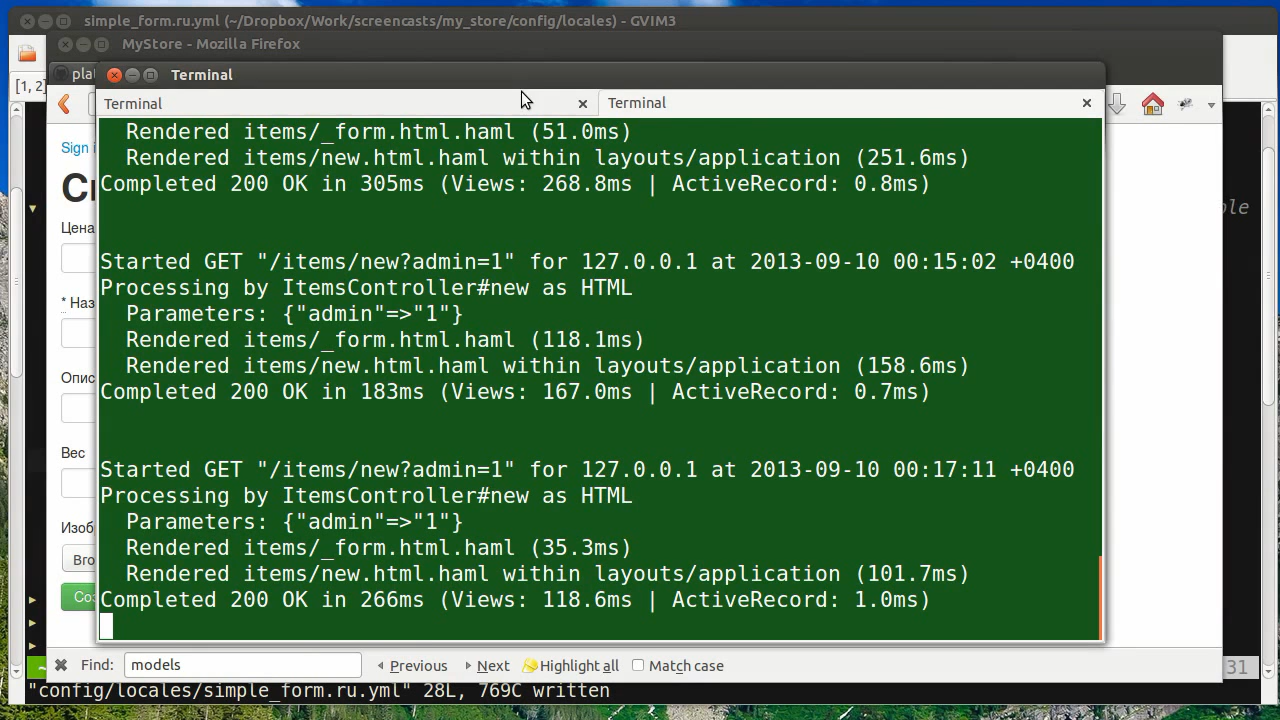 simple_form.ru.yml (~/Dropbox/Work/screencasts/my_store/config/locales) - GVIM3
MyStore - Mozilla Firefox
[1, 2]
plat
Terminal
Terminal
Terminal
Sign i
Цена
* Наз
Вес
Rendered items/_form.html.haml (51.0ms)
Rendered items/new.html.haml within layouts/application (251.6ms)
Completed 200 OK in 305ms (Views: 268.8ms | ActiveRecord: 0.8ms)
Started GET "/items/new?admin=1" for 127.0.0.1 at 2013-09-10 00:15:02 +0400
Processing by ItemsController#new as HTML
Parameters: {"admin"=>"1"}
Rendered items/_form.html.haml (118.1ms)
Rendered items/new.html.haml within layouts/application (158.6ms)
Completed 200 OK in 183ms (Views: 167.0ms | ActiveRecord: 0.7ms)
Started GET "/items/new?admin=1" for 127.0.0.1 at 2013-09-10 00:17:11 +0400
Processing by ItemsController#new as HTML
Parameters: {"admin"=>"1"}
Rendered items/_form.html.haml (35.3ms)
Rendered items/new.html.haml within layouts/application (101.7ms)
Completed 200 OK in 266ms (Views: 118.6ms | ActiveRecord: 1.0ms)
Find: models Previous Next Highlight all Match case
31
"config/locales/simple_form.ru.yml" 28L, 769C written